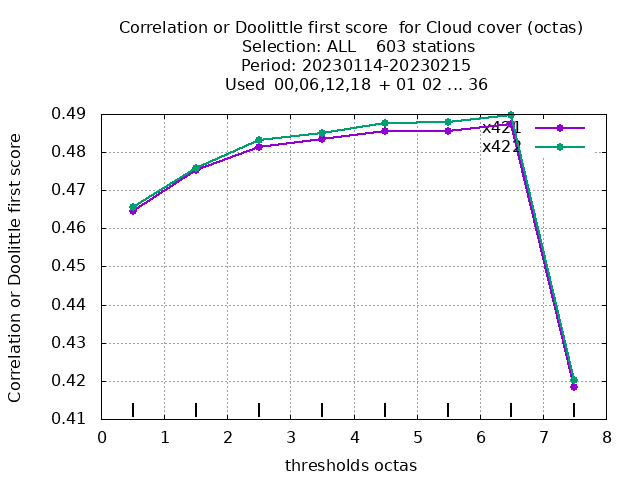 Correlation or Doolittle first score  for Cloud cover (octas)
Selection: ALL    603 stations
Period: 20230114-20230215
Used  00,06,12,18  + 01 02 ... 36
Correlation or Doolittle first score
0.49
0.48
0.47
0.46
0.45
0.44
0.43
0.42
0.41
x421
x422
0 1 2 3 4 5 6 7 8
thresholds octas